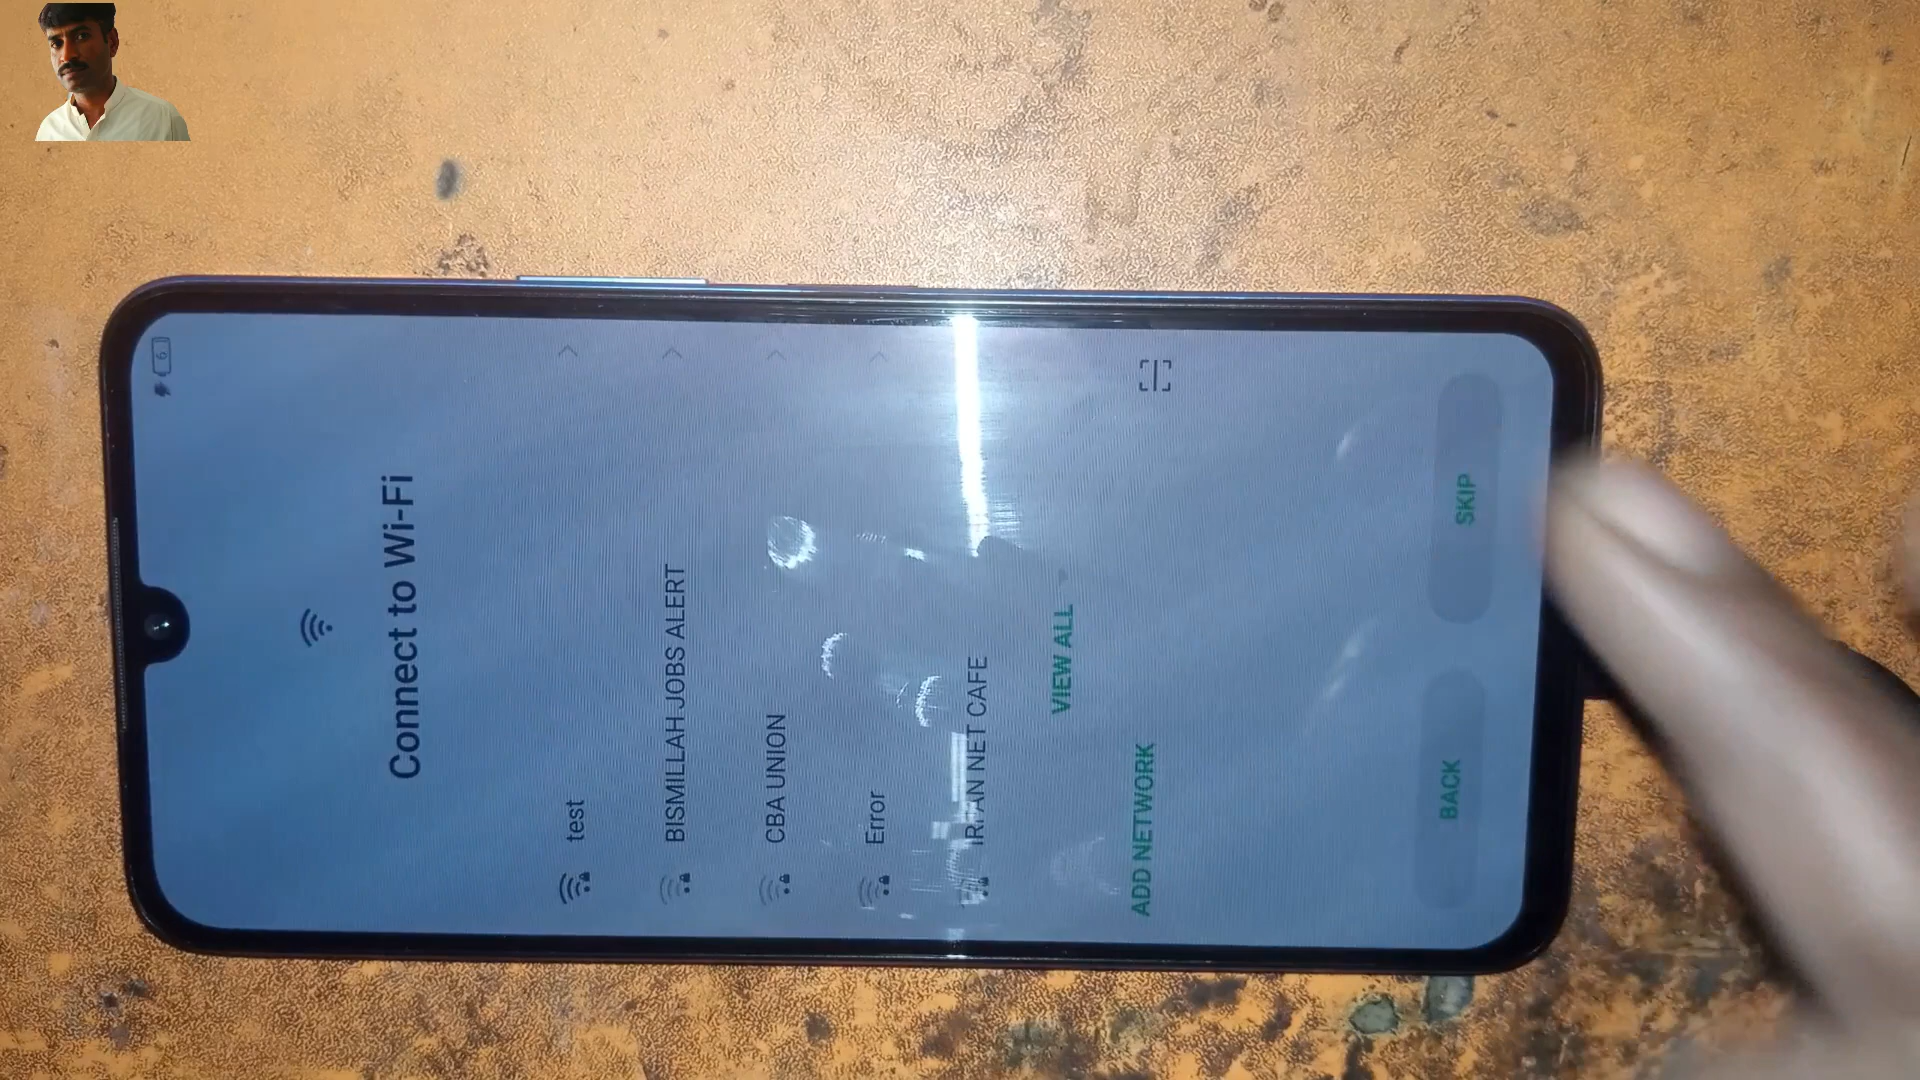 6
Connect to Wi-Fi
test
BISMILLAH JOBS ALERT
CBA UNION
Error
NET CAFE
VIEW ALL
ADD NETWORK
BACK
SKIP